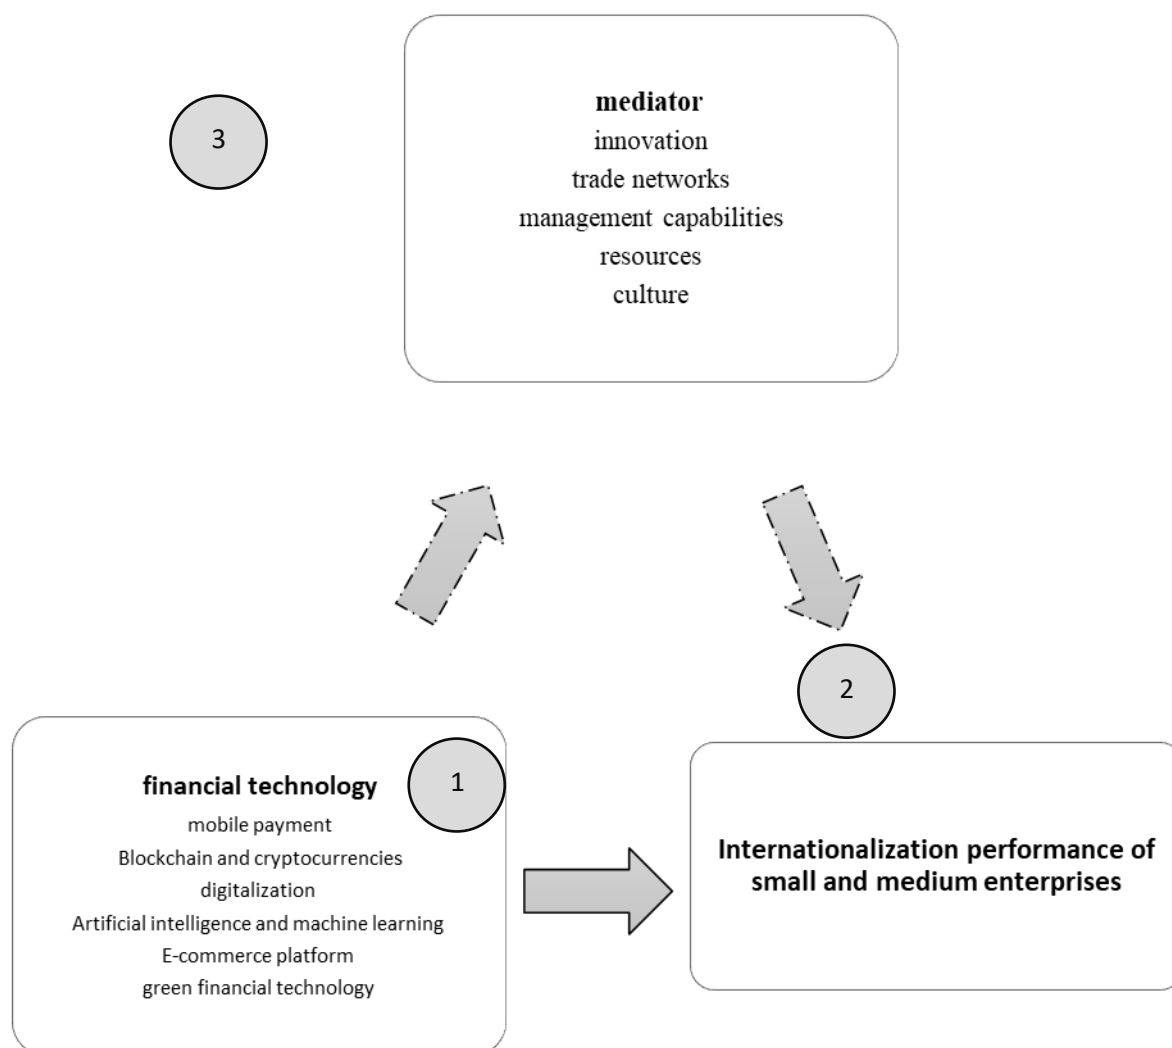 mediator
innovation
trade networks
management capabilities
resources
culture
3
2
1
financial technology
mobile payment
Blockchain and cryptocurrencies
digitalization
Artificial intelligence and machine learning
E-commerce platform
green financial technology
Internationalization performance of
small and medium enterprises